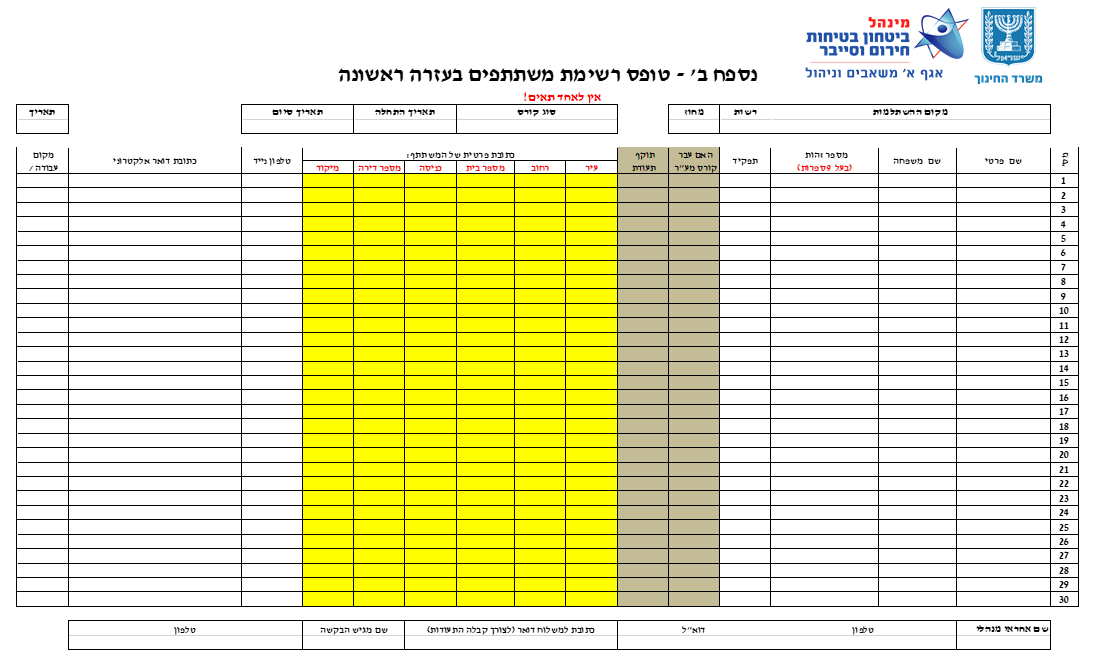 מינהל
ביטחון בטיחות
חירום וסייבר
אגף א' משאבים וניהול
משרד החינוך
נספח ב' - טופס רשימת משתתפים בעזרה ראשונה
אין לאחד תאים!
מקום ההשתלמות רשות מחוז סוג קורס תאריך התחלה תאריך סיום תאריך
שם פרטי שם משפחה מספר זהות תפקיד האם עבר תוקף כתובת פרטית של המשתתף: טלפון נייד כתובת דואר אלקטרוני מקום
(בעל 9 ספרות) קורס מע"ר תעודת עיר רחוב מספר בית כניסה מספר דירה מיקוד עבודה /
1
2
3
4
5
6
7
8
9
10
11
12
13
14
15
16
17
18
19
20
21
22
23
24
25
26
27
28
29
30
שם אחראי מנהלי טלפון דוא"ל כתובת למשלוח דואר (לצורך קבלה התעודות) שם מגיש הבקשה טלפון